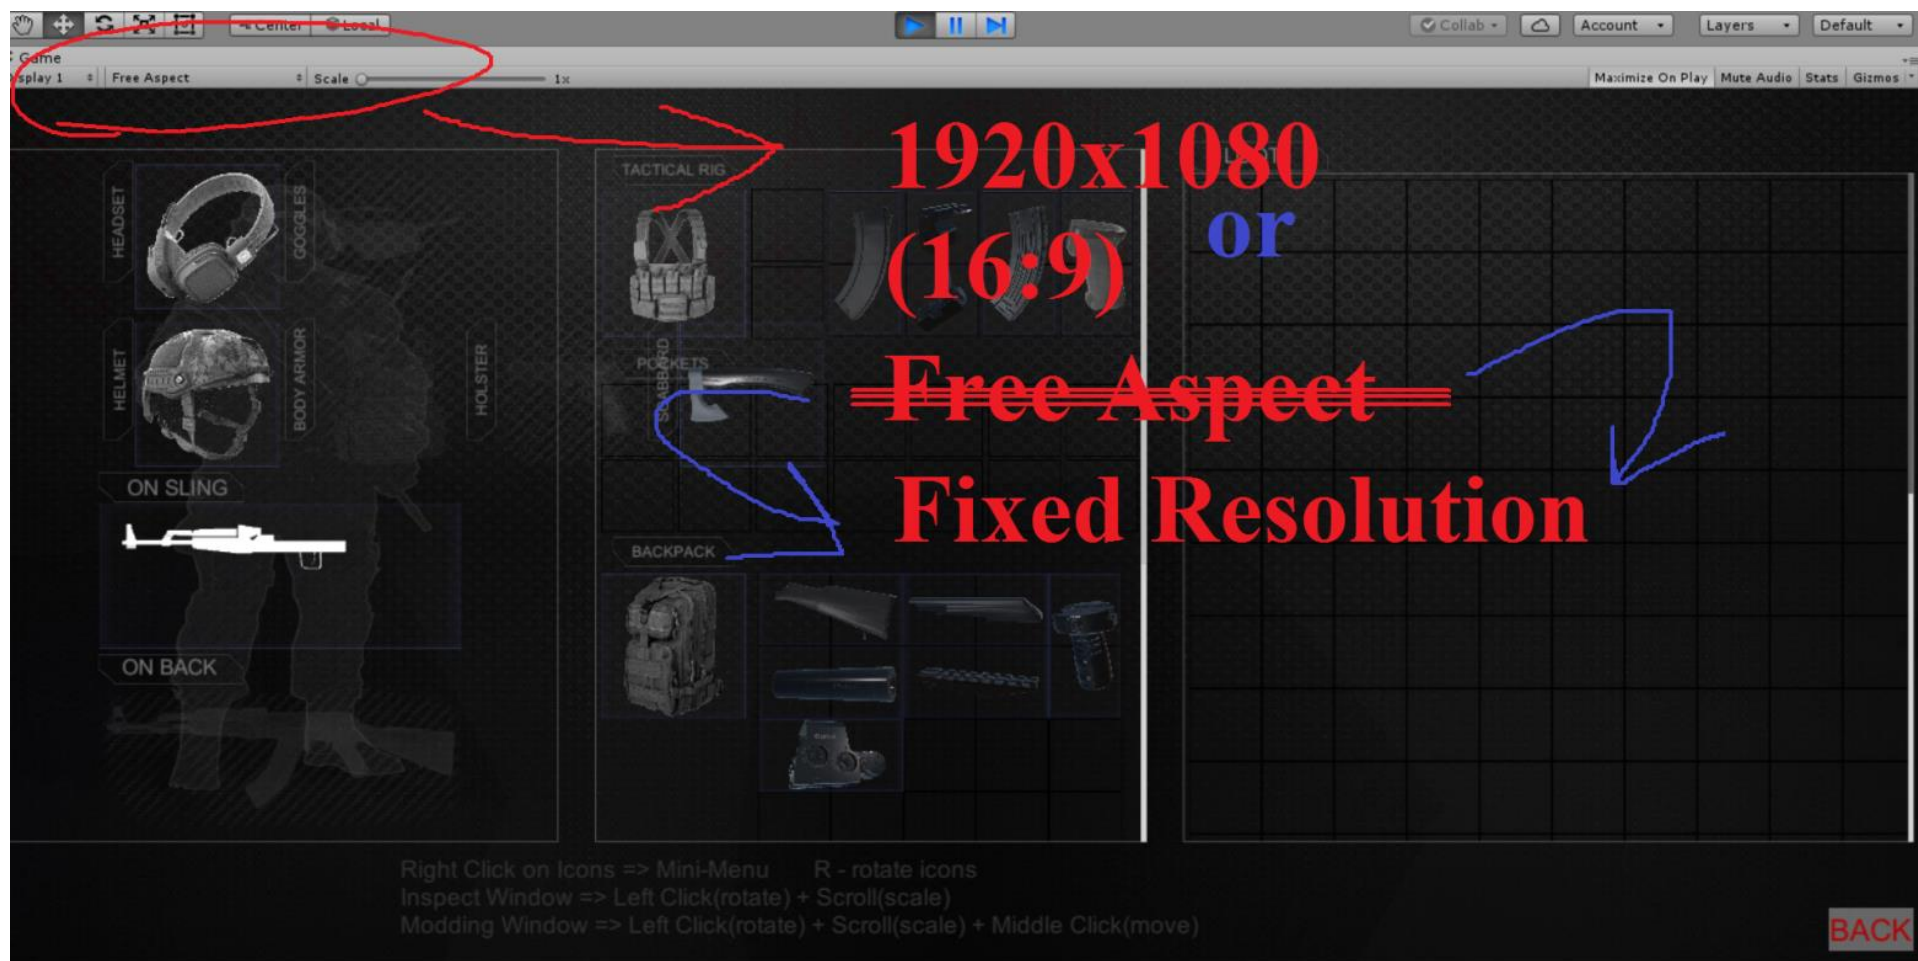 Center Local
Collab Account Layers Default
Game
splay 1 Free Aspect Scale 1x
Maximize On Play Mute Audio Stats Gizmos
1920x1080
or
(16:9)
Free Aspect
Fixed Resolution
HEADSET
GOGGLES
HELMET
BODY ARMOR
HOLSTER
ON SLING
ON BACK
TACTICAL RIG
POCKETS
SCABBARD
BACKPACK
Right Click on Icons => Mini-Menu R - rotate icons
Inspect Window => Left Click(rotate) + Scroll(scale)
Modding Window => Left Click(rotate) + Scroll(scale) + Middle Click(move)
BACK